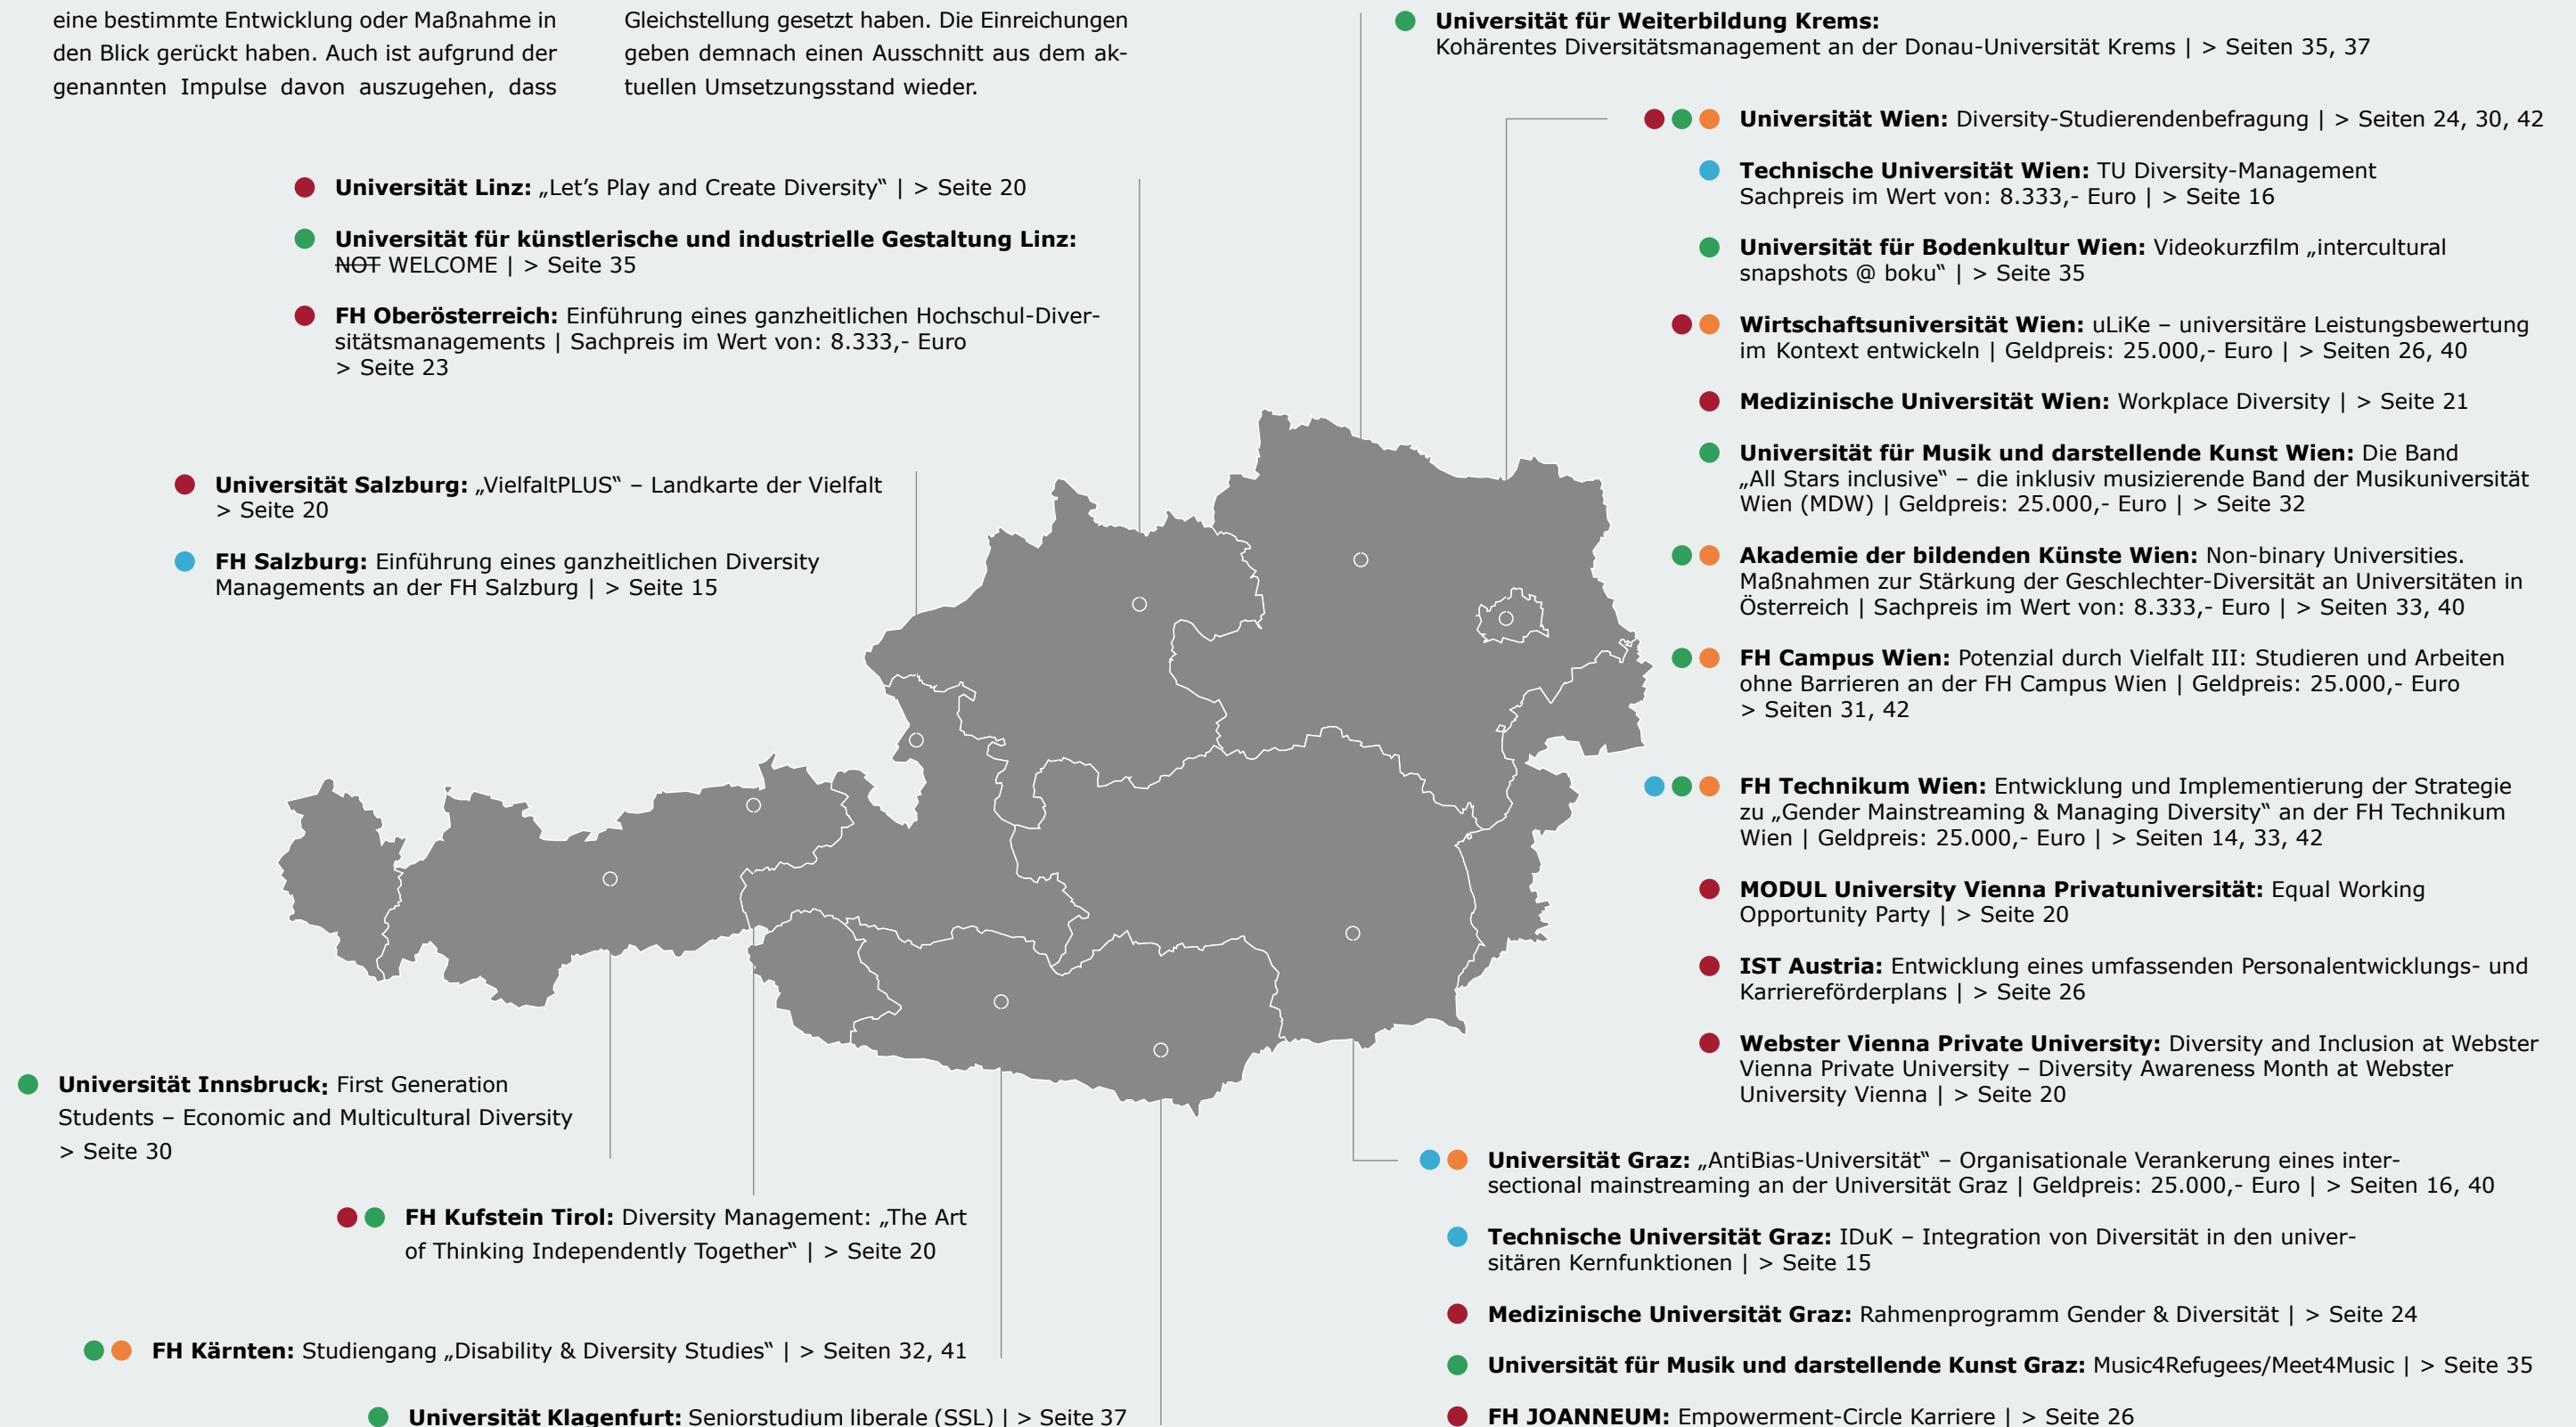 eine bestimmte Entwicklung oder Maßnahme in
den Blick gerückt haben. Auch ist aufgrund der
genannten Impulse davon auszugehen, dass
Gleichstellung gesetzt haben. Die Einreichungen
geben demnach einen Ausschnitt aus dem ak-
tuellen Umsetzungsstand wieder.
Universität für Weiterbildung Krems:
Kohärentes Diversitätsmanagement an der Donau-Universität Krems | > Seiten 35, 37
Universität Linz: „Let's Play and Create Diversity“ | > Seite 20
Universität für künstlerische und industrielle Gestaltung Linz:
NOT WELCOME | > Seite 35
FH Oberösterreich: Einführung eines ganzheitlichen Hochschul-Diver-
sitätsmanagements | Sachpreis im Wert von: 8.333,- Euro
> Seite 23
Universität Salzburg: „VielfaltPLUS“ – Landkarte der Vielfalt
> Seite 20
FH Salzburg: Einführung eines ganzheitlichen Diversity
Managements an der FH Salzburg | > Seite 15
Universität Wien: Diversity-Studierendenbefragung | > Seiten 24, 30, 42
Technische Universität Wien: TU Diversity-Management
Sachpreis im Wert von: 8.333,- Euro | > Seite 16
Universität für Bodenkultur Wien: Videokurzfilm „intercultural
snapshots @ boku“ | > Seite 35
Wirtschaftsuniversität Wien: uLiKe – universitäre Leistungsbewertung
im Kontext entwickeln | Geldpreis: 25.000,- Euro | > Seiten 26, 40
Medizinische Universität Wien: Workplace Diversity | > Seite 21
Universität für Musik und darstellende Kunst Wien: Die Band
„All Stars inclusive“ – die inklusiv musizierende Band der Musikuniversität
Wien (MDW) | Geldpreis: 25.000,- Euro | > Seite 32
Akademie der bildenden Künste Wien: Non-binary Universities.
Maßnahmen zur Stärkung der Geschlechter-Diversität an Universitäten in
Österreich | Sachpreis im Wert von: 8.333,- Euro | > Seiten 33, 40
FH Campus Wien: Potenzial durch Vielfalt III: Studieren und Arbeiten
ohne Barrieren an der FH Campus Wien | Geldpreis: 25.000,- Euro
> Seiten 31, 42
FH Technikum Wien: Entwicklung und Implementierung der Strategie
zu „Gender Mainstreaming & Managing Diversity“ an der FH Technikum
Wien | Geldpreis: 25.000,- Euro | > Seiten 14, 33, 42
MODUL University Vienna Privatuniversität: Equal Working
Opportunity Party | > Seite 20
IST Austria: Entwicklung eines umfassenden Personalentwicklungs- und
Karriereförderplans | > Seite 26
Webster Vienna Private University: Diversity and Inclusion at Webster
Vienna Private University – Diversity Awareness Month at Webster
University Vienna | > Seite 20
Universität Innsbruck: First Generation
Students – Economic and Multicultural Diversity
> Seite 30
FH Kufstein Tirol: Diversity Management: „The Art
of Thinking Independently Together“ | > Seite 20
FH Kärnten: Studiengang „Disability & Diversity Studies“ | > Seiten 32, 41
Universität Klagenfurt: Seniorstudium liberale (SSL) | > Seite 37
Universität Graz: „AntiBias-Universität“ – Organisationale Verankerung eines inter-
sectional mainstreaming an der Universität Graz | Geldpreis: 25.000,- Euro | > Seiten 16, 40
Technische Universität Graz: IDuK – Integration von Diversität in den univer-
sitären Kernfunktionen | > Seite 15
Medizinische Universität Graz: Rahmenprogramm Gender & Diversität | > Seite 24
Universität für Musik und darstellende Kunst Graz: Music4Refugees/Meet4Music | > Seite 35
FH JOANNEUM: Empowerment-Circle Karriere | > Seite 26